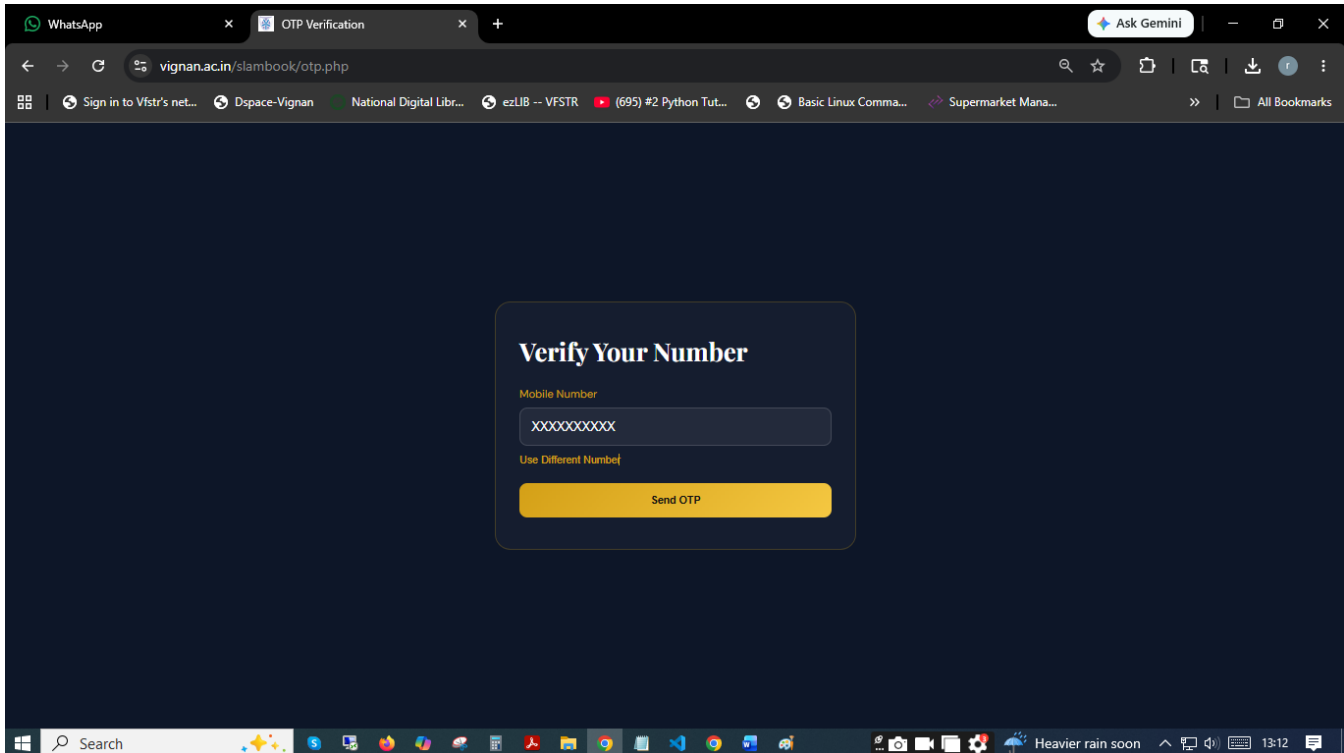 WhatsApp
OTP Verification
Ask Gemini
vignan.ac.in/slambook/otp.php
r
Sign in to Vfstr's net...
Dspace-Vignan
National Digital Libr...
ezLIB -- VFSTR
(695) #2 Python Tut...
Basic Linux Comma...
Supermarket Mana...
All Bookmarks
Verify Your Number
Mobile Number
XXXXXXXXXX
Use Different Number
Send OTP
Search
Heavier rain soon
13:12